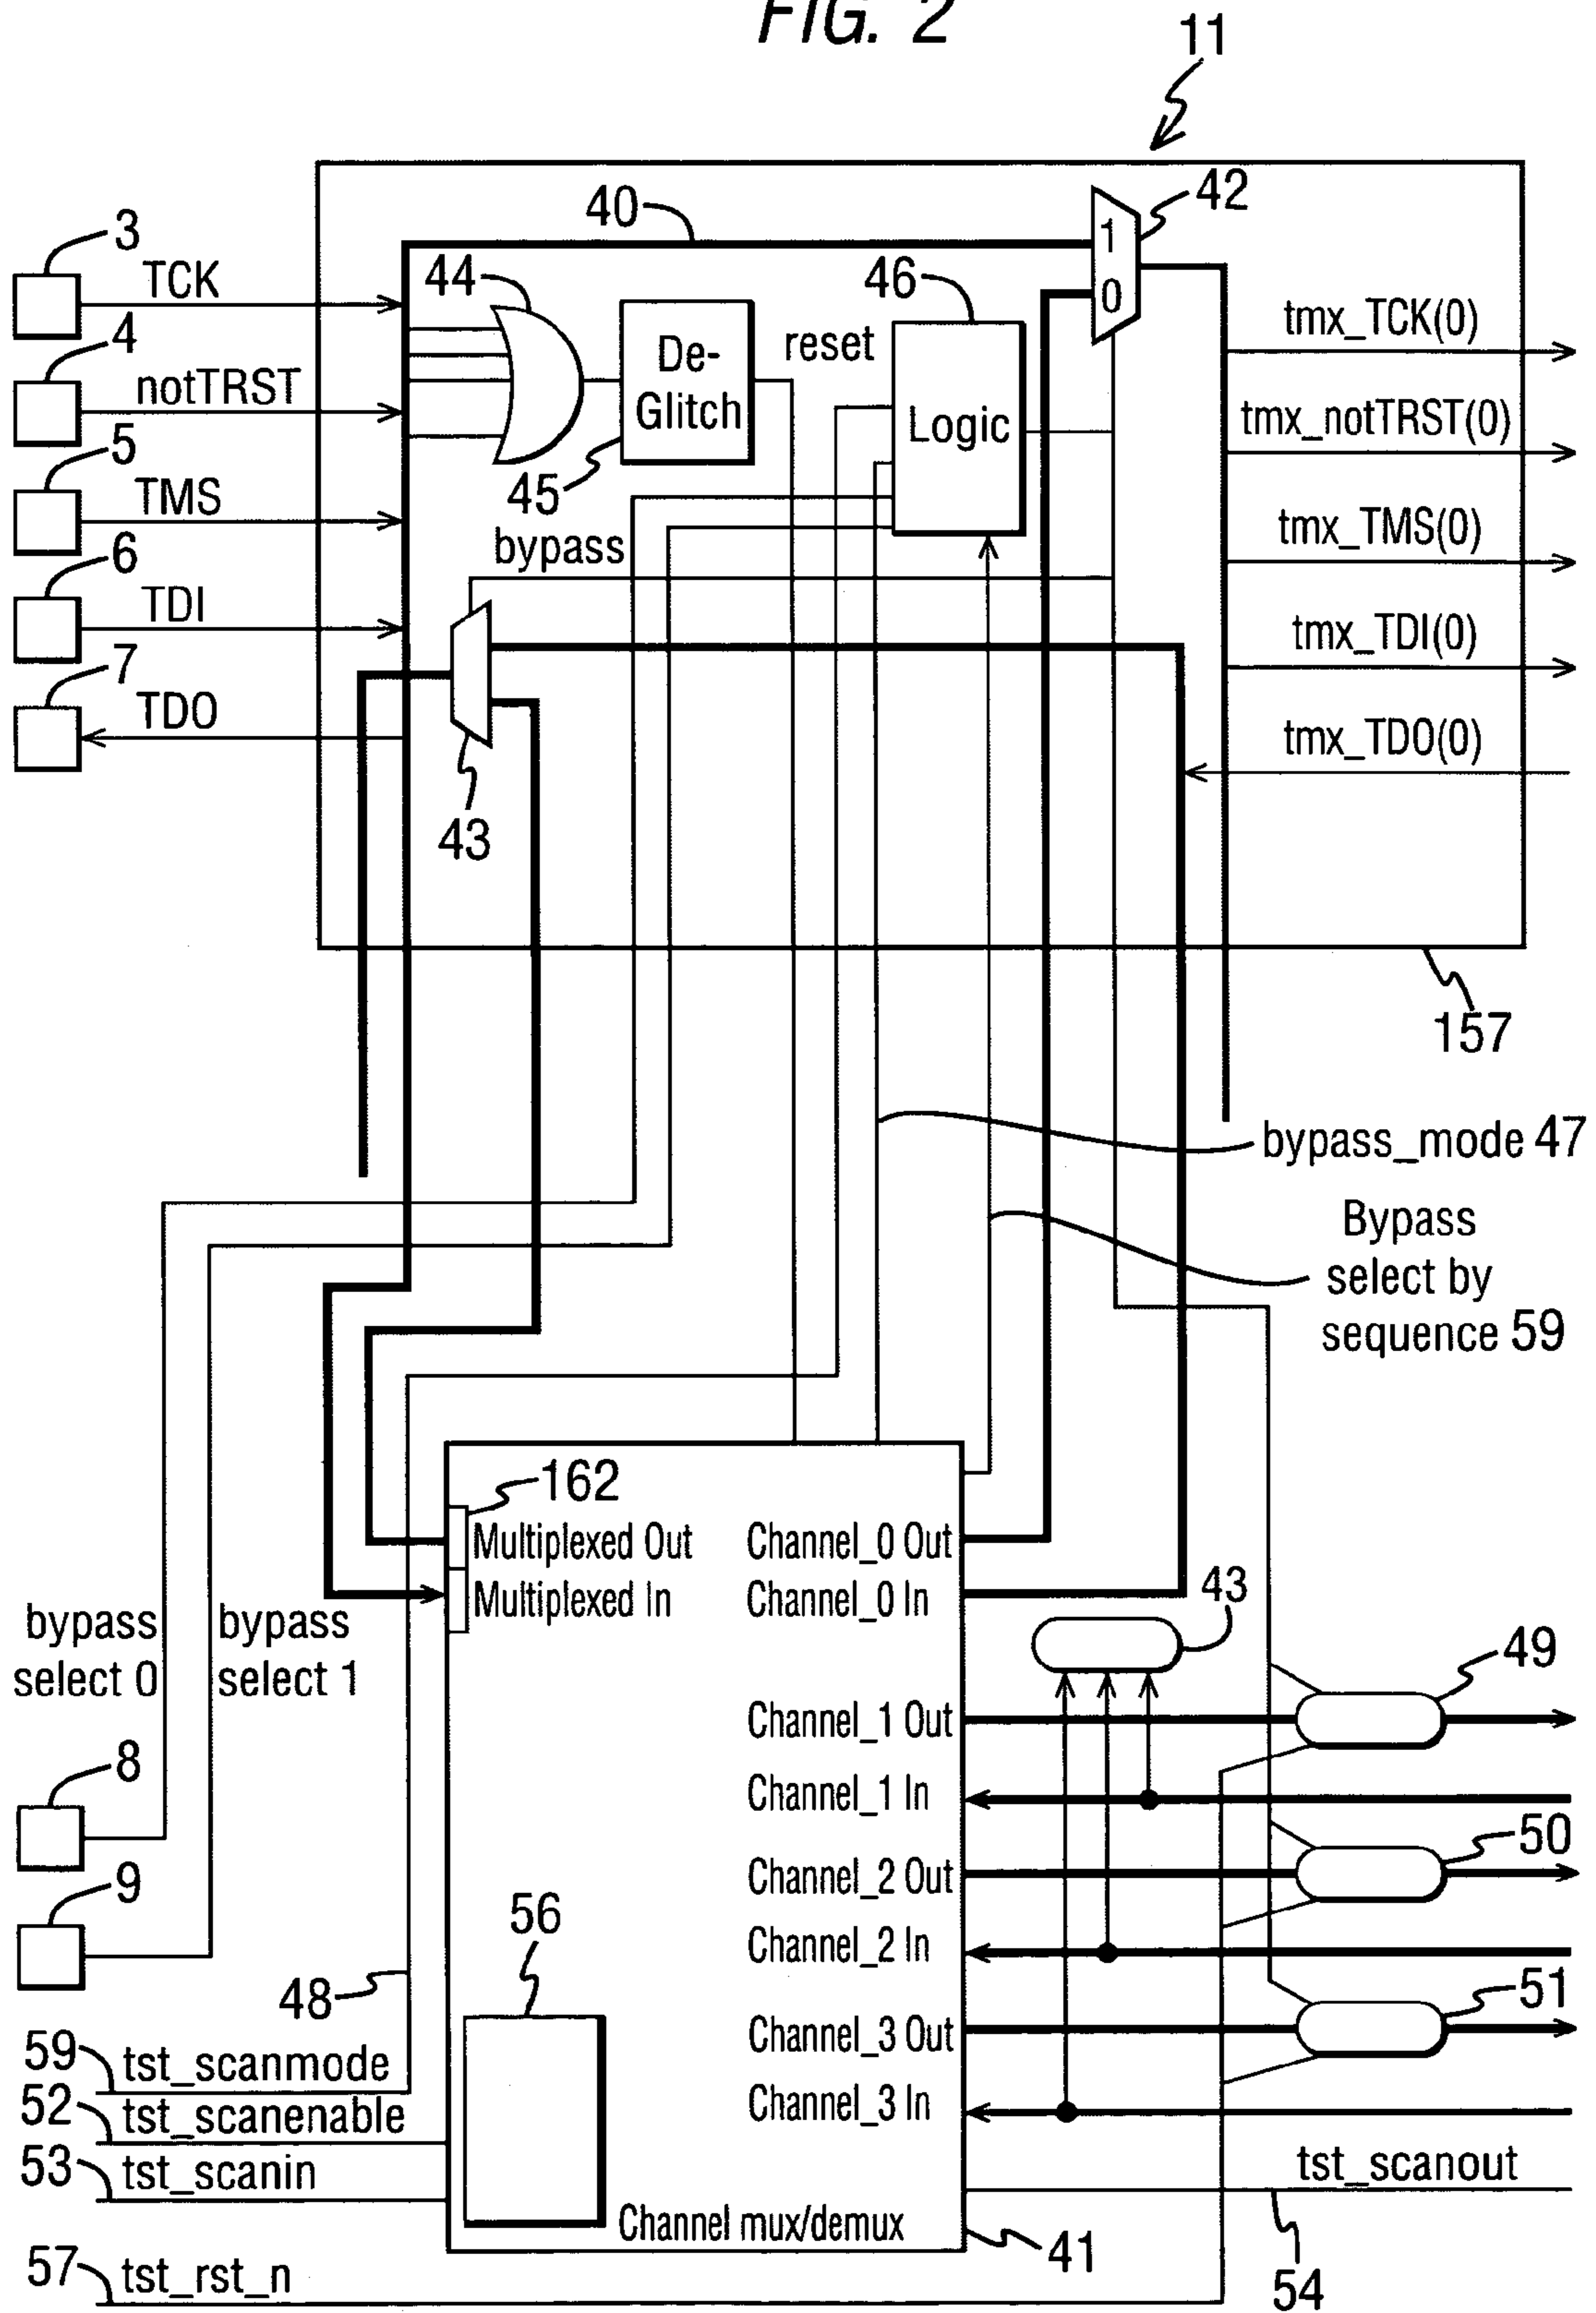 FIG. 2
11
40
42
3
TCK
44
46
1
0
tmx_TCK(0)
4
notTRST
De-
Glitch
reset
Logic
tmx_notTRST(0)
5
TMS
45
bypass
tmx_TMS(0)
6
TDI
tmx_TDI(0)
7
TDO
tmx_TDO(0)
43
157
bypass_mode 47
Bypass
select by
sequence 59
162
Multiplexed Out
Channel_0 Out
Multiplexed In
Channel_0 In
43
bypass
select 0
bypass
select 1
49
Channel_1 Out
8
Channel_1 In
50
9
Channel_2 Out
56
Channel_2 In
48
51
59
tst_scanmode
Channel_3 Out
52
tst_scanenable
Channel_3 In
53
tst_scanin
tst_scanout
Channel mux/demux
41
57
tst_rst_n
54